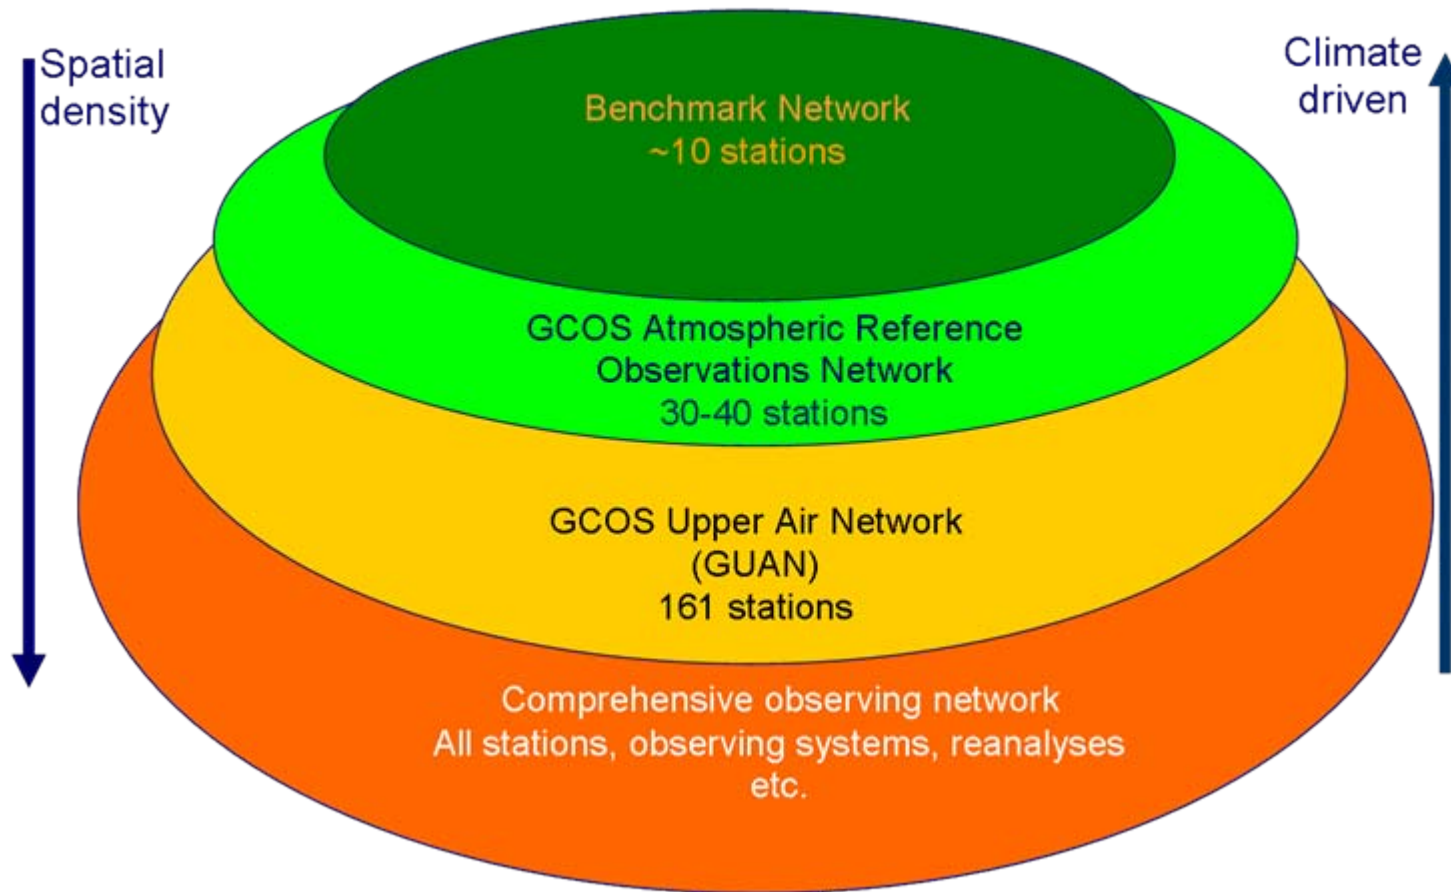 Spatial
density
Climate
driven
Benchmark Network
~10 stations
GCOS Atmospheric Reference
Observations Network
30-40 stations
GCOS Upper Air Network
(GUAN)
161 stations
Comprehensive observing network
All stations, observing systems, reanalyses
etc.